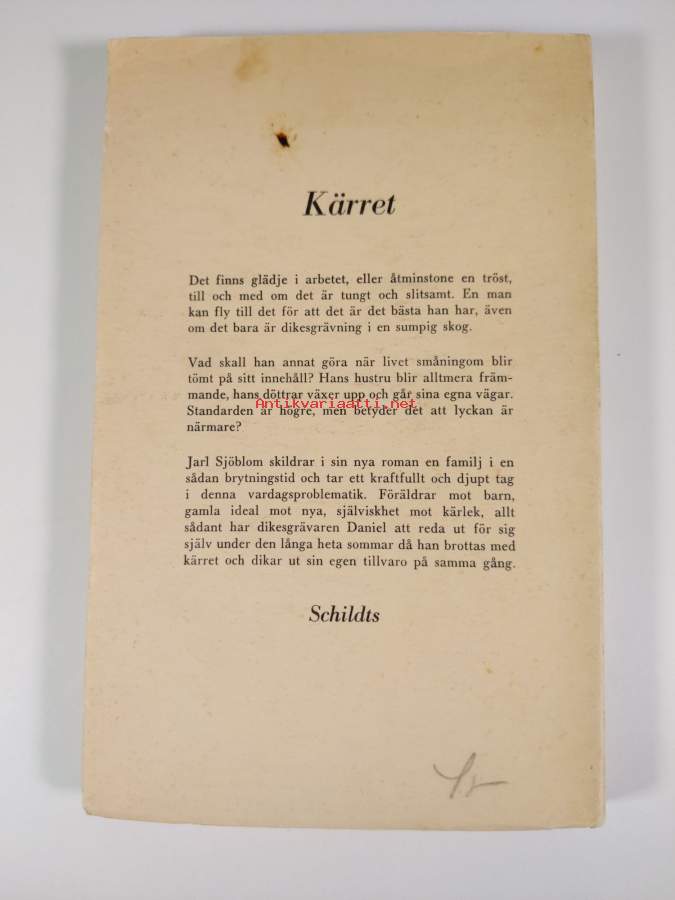 Kärret
Det finns glädje i arbetet, eller åtminstone en tröst,
till och med om det är tungt och slitsamt. En man
kan fly till det för att det är det bästa han har, även
om det bara är dikesgrävning i en sumpig skog.
Vad skall han annat göra när livet småningom blir
tömt på sitt innehåll? Hans hustru blir alltmera främ-
mande, hans döttrar växer upp och går sina egna vägar.
Antikvariaatti.net
Standarden är högre, men betyder det att lyckan är
närmare?
Jarl Sjöblom skildrar i sin nya roman en familj i en
sådan brytningstid och tar ett kraftfullt och djupt tag
i denna vardagsproblematik. Föräldrar mot barn,
gamla ideal mot nya, själviskhet mot kärlek, allt
sådant har dikesgrävaren Daniel att reda ut för sig
själv under den långa heta sommar då han brottas med
kärret och dikar ut sin egen tillvaro på samma gång.
Schildts